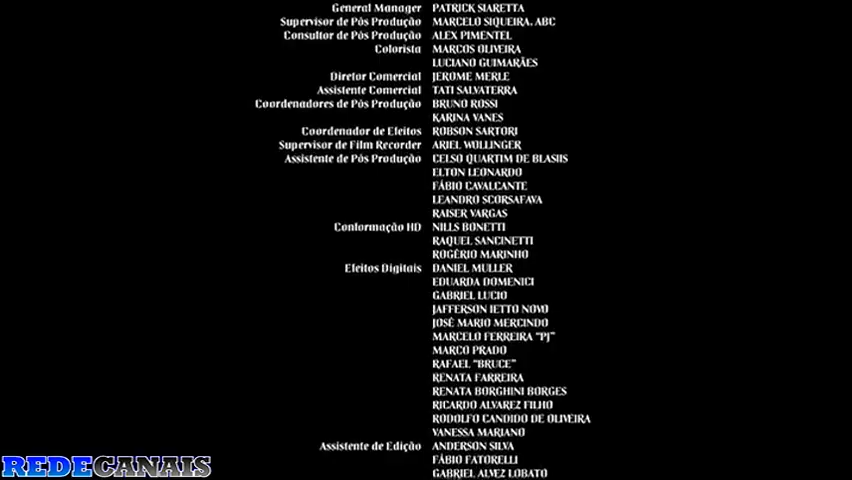 General Manager PATRICK SIARETTA
Supervisor de Pós Produção MARCELO SIQUEIRA, ABC
Consultor de Pós Produção ALEX PIMENTEL
Colorista MARCOS OLIVEIRA
LUCIANO GUIMARÃES
Diretor Comercial JEROME MERLE
Assistente Comercial TATI SALVATERRA
Coordenadores de Pós Produção BRUNO ROSSI
KARINA VANES
Coordenador de Efeitos ROBSON SARTORI
Supervisor de Film Recorder ARIEL WOLLINGER
Assistente de Pós Produção CELSO QUARTIM DE BLASIIS
ELTON LEONARDO
FÁBIO CAVALCANTE
LEANDRO SCORSAFAVA
RAISER VARGAS
Conformação HD NILLS BONETTI
RAQUEL SANCINETTI
ROGÉRIO MARINHO
Efeitos Digitais DANIEL MULLER
EDUARDA DOMENICI
GABRIEL LUCIO
JAFFERSON IETTO NOVO
JOSÉ MARIO MERCINDO
MARCELO FERREIRA "PJ"
MARCO PRADO
RAFAEL "BRUCE"
RENATA FARREIRA
RENATA BORGHINI BORGES
RICARDO ALVAREZ FILHO
RODOLFO CANDIDO DE OLIVEIRA
VANESSA MARIANO
Assistente de Edição ANDERSON SILVA
FÁBIO FATORELLI
GABRIEL ALVEZ LOBATO
REDECANAIS